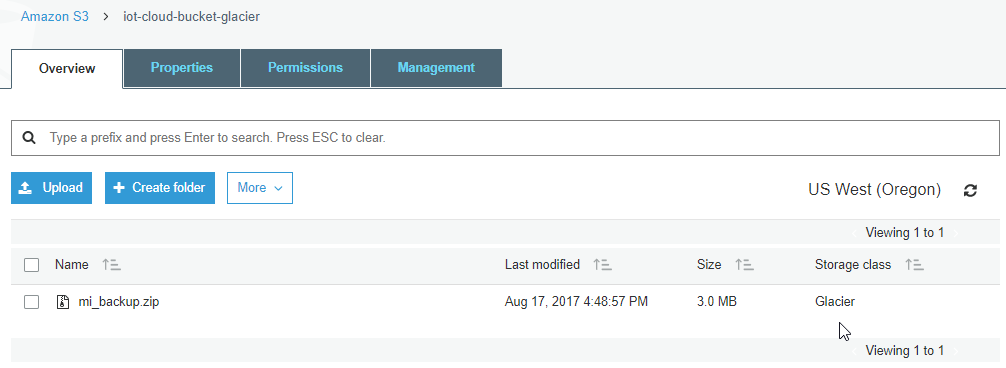 Amazon S3 > iot-cloud-bucket-glacier
Overview Properties Permissions Management
Type a prefix and press Enter to search. Press ESC to clear.
Upload + Create folder More US West (Oregon)
Viewing 1 to 1
Name Last modified Size Storage class
mi_backup.zip Aug 17, 2017 4:48:57 PM 3.0 MB Glacier
Viewing 1 to 1